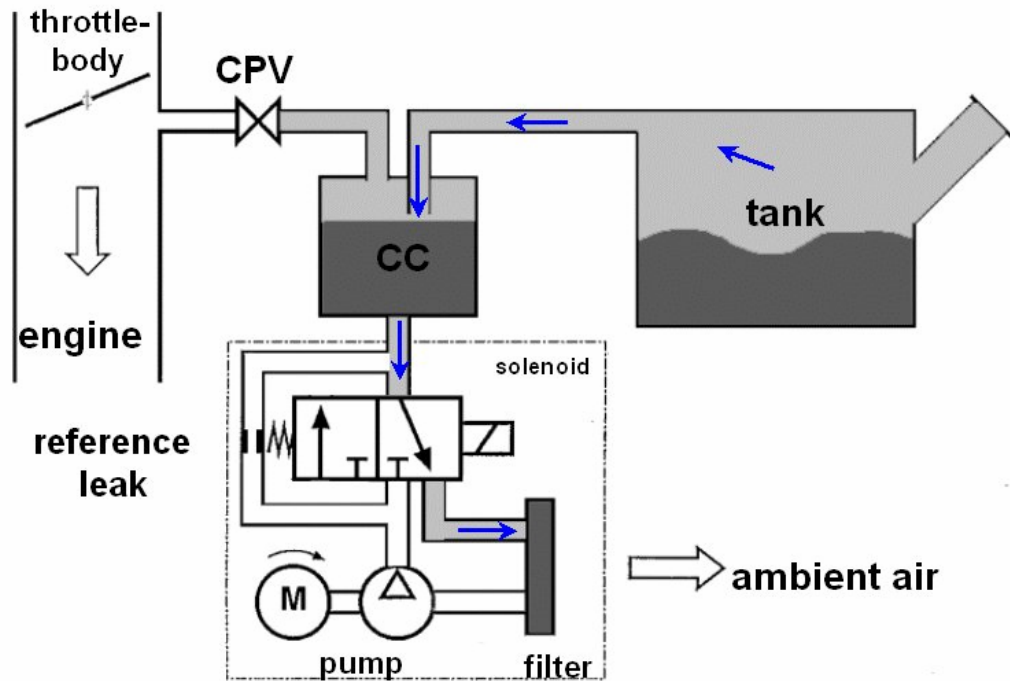 throttle-
body
CPV
tank
CC
engine
solenoid
reference
leak
M
ambient air
pump
filter